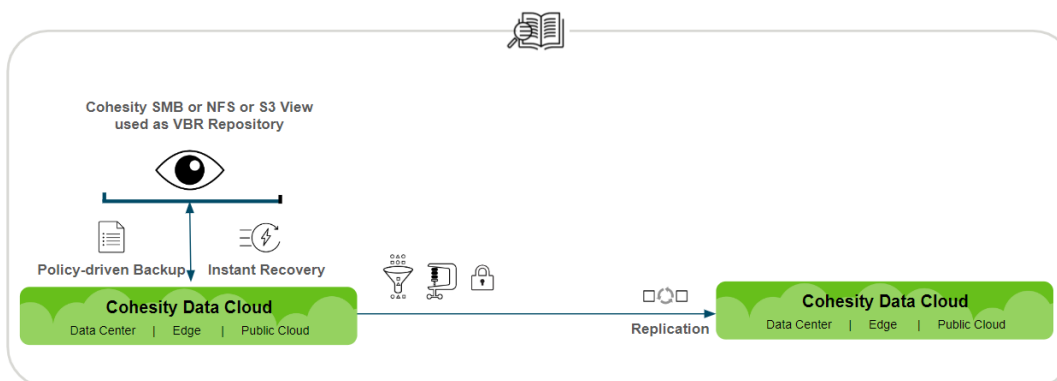 Cohesity SMB or NFS or S3 View
used as VBR Repository
Policy-driven Backup
Instant Recovery
Cohesity Data Cloud
Data Center | Edge | Public Cloud
Replication
Cohesity Data Cloud
Data Center | Edge | Public Cloud